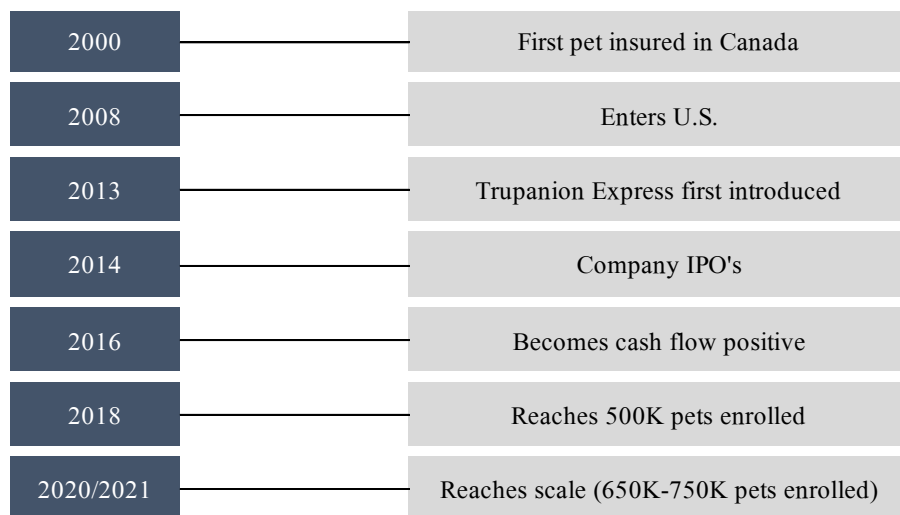 2000 First pet insured in Canada
2008 Enters U.S.
2013 Trupanion Express first introduced
2014 Company IPO's
2016 Becomes cash flow positive
2018 Reaches 500K pets enrolled
2020/2021 Reaches scale (650K-750K pets enrolled)